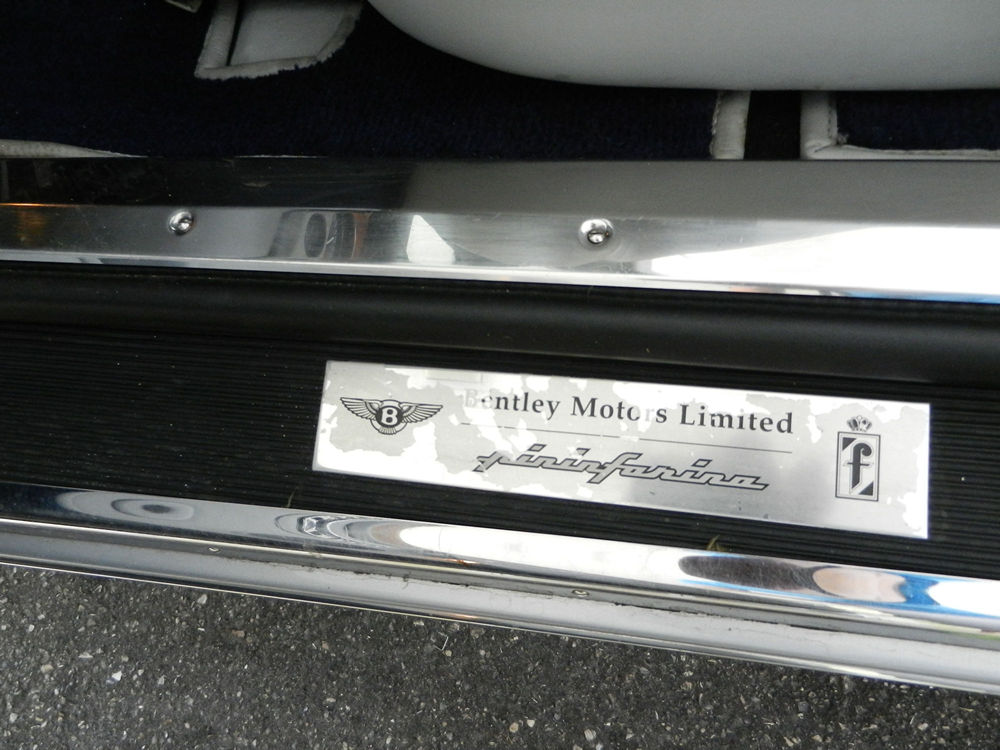 B
Bentley Motors Limited
pininfarina
f